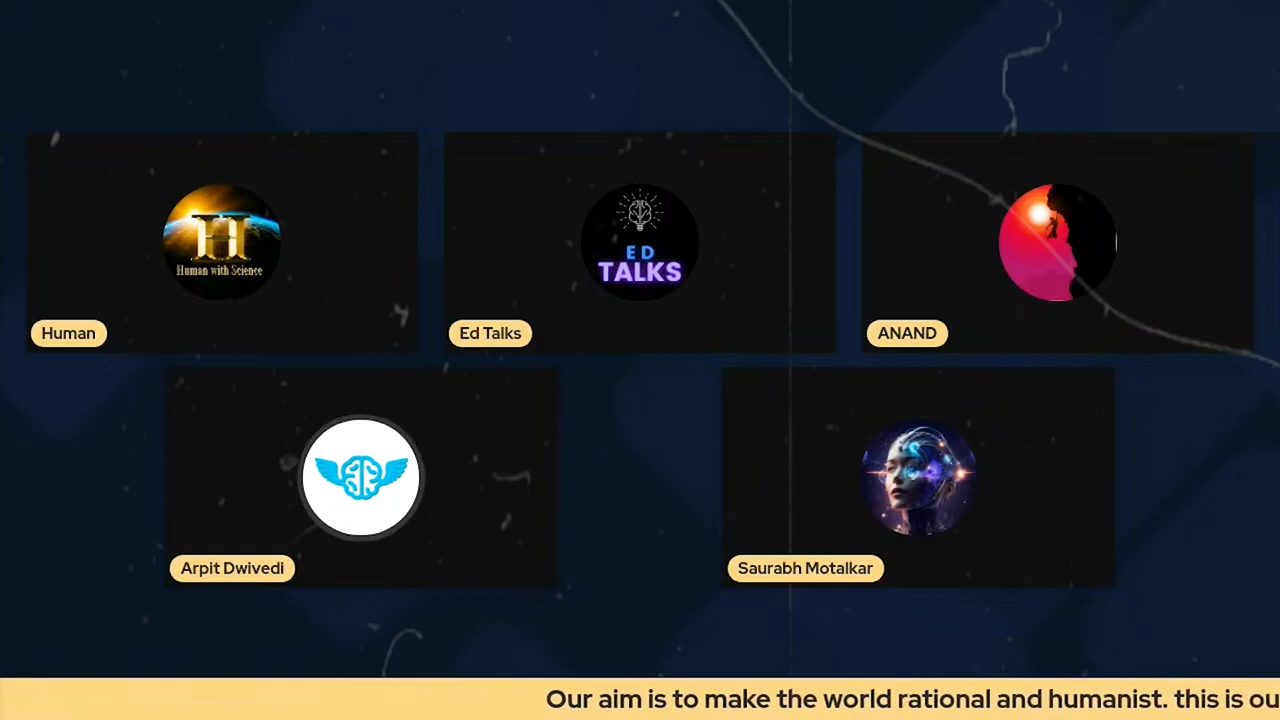 H
Human with Science
Human
ED
TALKS
Ed Talks
ANAND
Arpit Dwivedi
Saurabh Motalkar
Our aim is to make the world rational and humanist. this is ou